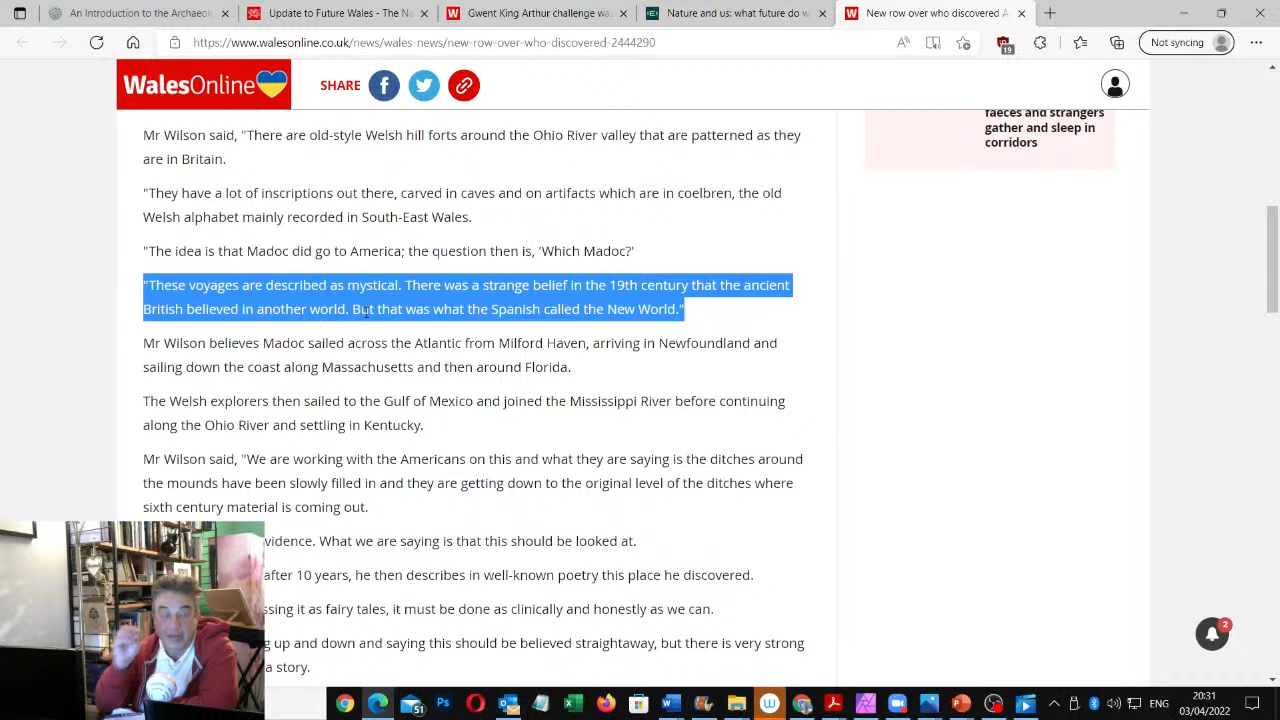 An Introduction to the Archaeolo
Update to Future Wales - The Na
Gwent King Arthur challenge wa
Nature and us: what future do w
New row over who discovered A
https://www.walesonline.co.uk/news/wales-news/new-row-over-who-discovered-2444290
19
Not syncing
WalesOnline
SHARE
faeces and strangers
gather and sleep in
corridors
Mr Wilson said, "There are old-style Welsh hill forts around the Ohio River valley that are patterned as they
are in Britain.
"They have a lot of inscriptions out there, carved in caves and on artifacts which are in coelbren, the old
Welsh alphabet mainly recorded in South-East Wales.
"The idea is that Madoc did go to America; the question then is, 'Which Madoc?'
"These voyages are described as mystical. There was a strange belief in the 19th century that the ancient
British believed in another world. But that was what the Spanish called the New World."
Mr Wilson believes Madoc sailed across the Atlantic from Milford Haven, arriving in Newfoundland and
sailing down the coast along Massachusetts and then around Florida.
The Welsh explorers then sailed to the Gulf of Mexico and joined the Mississippi River before continuing
along the Ohio River and settling in Kentucky.
Mr Wilson said, "We are working with the Americans on this and what they are saying is the ditches around
the mounds have been slowly filled in and they are getting down to the original level of the ditches where
sixth century material is coming out.
vidence. What we are saying is that this should be looked at.
after 10 years, he then describes in well-known poetry this place he discovered.
ssing it as fairy tales, it must be done as clinically and honestly as we can.
g up and down and saying this should be believed straightaway, but there is very strong
a story.
2
51
ENG
20:31
03/04/2022